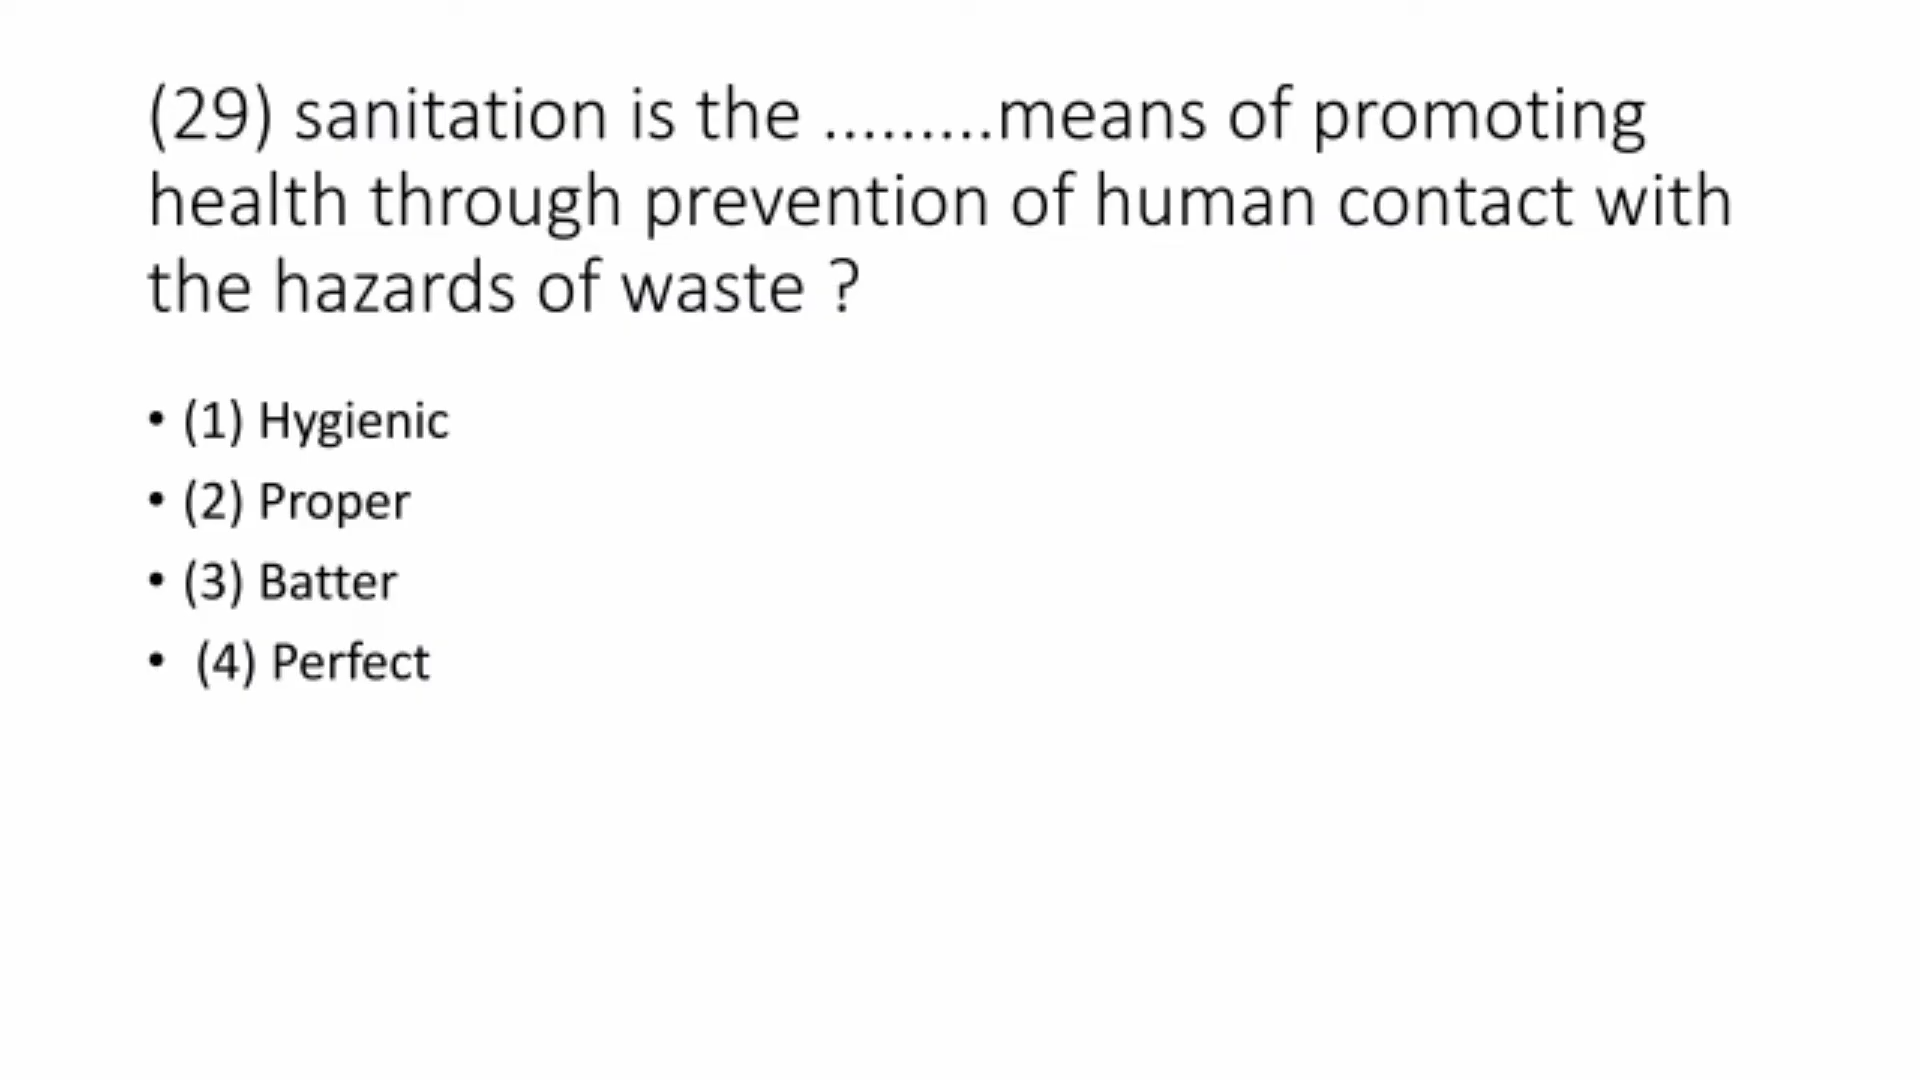 (29) sanitation is the .........means of promoting
health through prevention of human contact with
the hazards of waste ?
• (1) Hygienic
• (2) Proper
• (3) Batter
• (4) Perfect